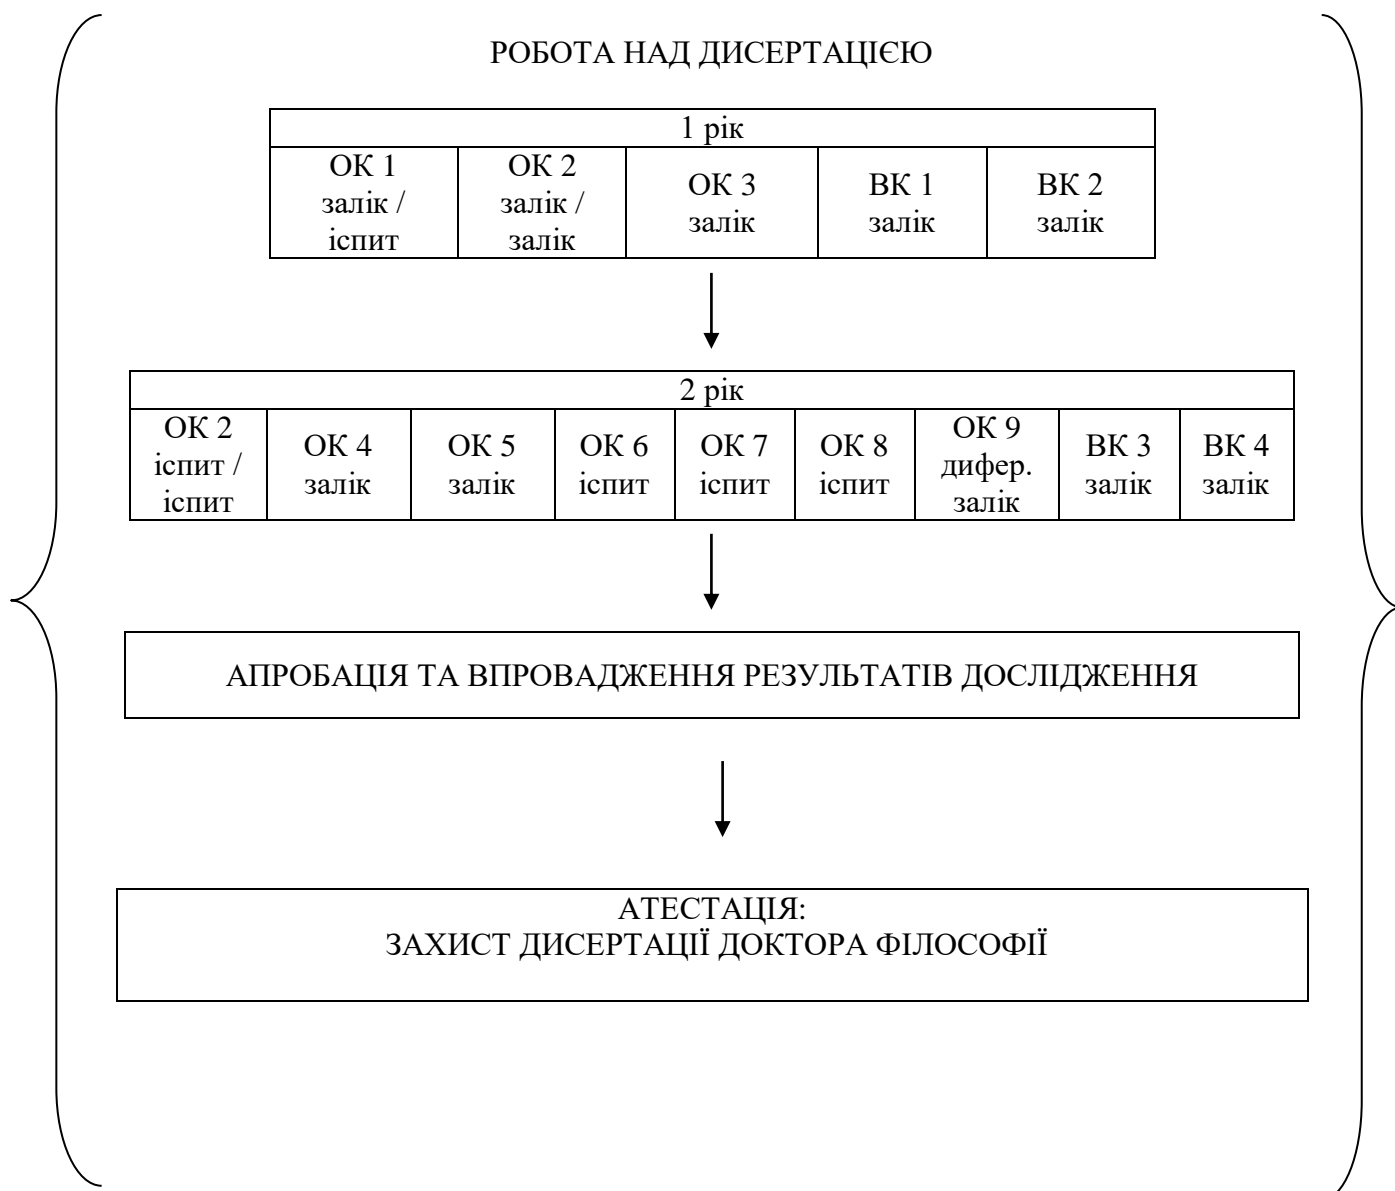 РОБОТА НАД ДИСЕРТАЦІЄЮ
1 рік
ОК 1
залік /
іспит
ОК 2
залік /
залік
ОК 3
залік
ВК 1
залік
ВК 2
залік
2 рік
ОК 2
іспит /
іспит
ОК 4
залік
ОК 5
залік
ОК 6
іспит
ОК 7
іспит
ОК 8
іспит
ОК 9
дифер.
залік
ВК 3
залік
ВК 4
залік
АПРОБАЦІЯ ТА ВПРОВАДЖЕННЯ РЕЗУЛЬТАТІВ ДОСЛІДЖЕННЯ
АТЕСТАЦІЯ:
ЗАХИСТ ДИСЕРТАЦІЇ ДОКТОРА ФІЛОСОФІЇ